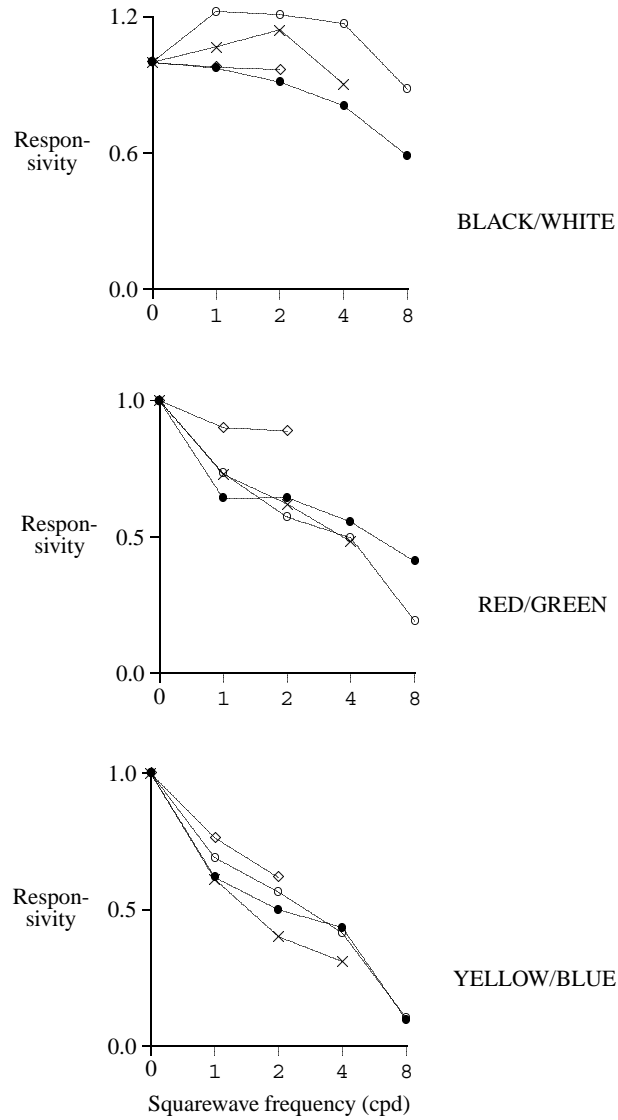 1.2
Respon-
sivity
0.6
BLACK/WHITE
0.0
0 1 2 4 8
1.0
Respon-
sivity
0.5
RED/GREEN
0.0
0 1 2 4 8
1.0
Respon-
sivity
0.5
YELLOW/BLUE
0.0
0 1 2 4 8
Squarewave frequency (cpd)